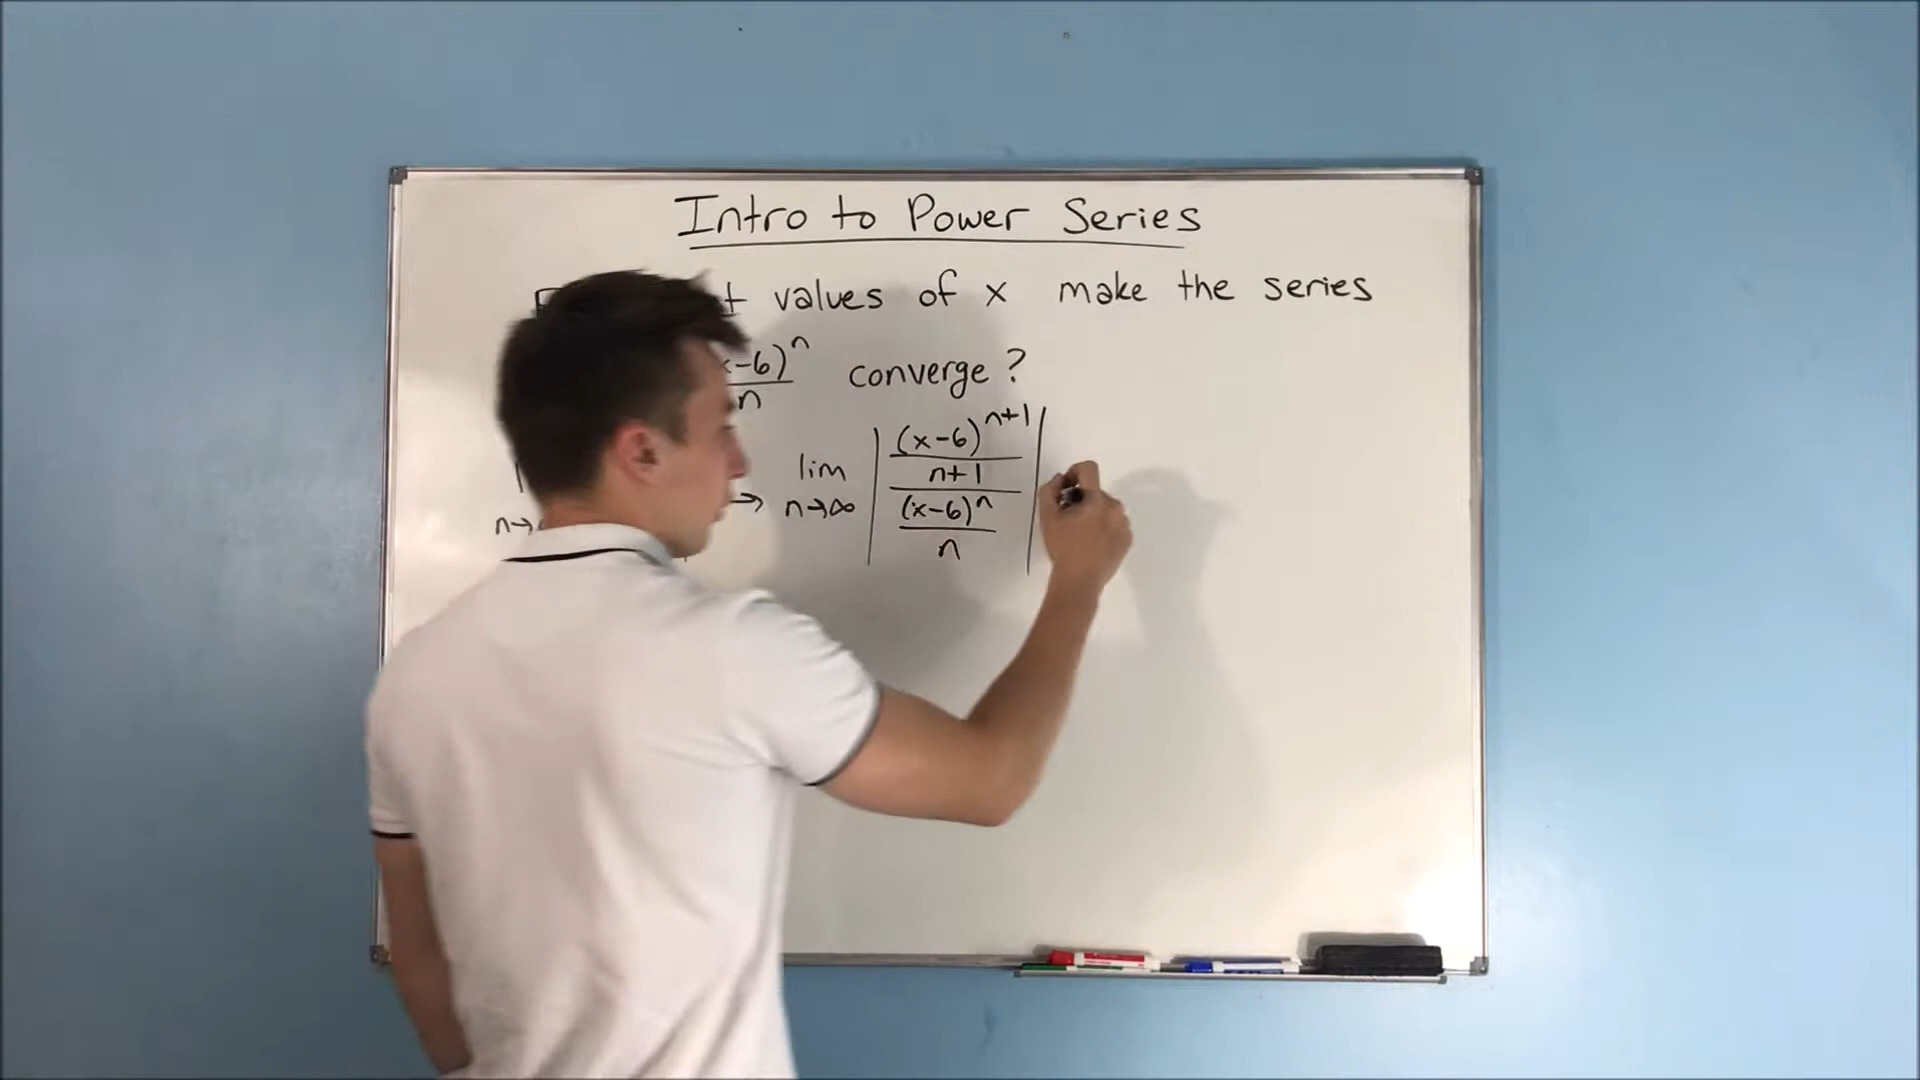 Intro to Power Series
values of x make the series
(x-6)^n
n
converge?
n→ → lim n→∞ | ((x-6)^(n+1) / (n+1)) / ((x-6)^n / n) |